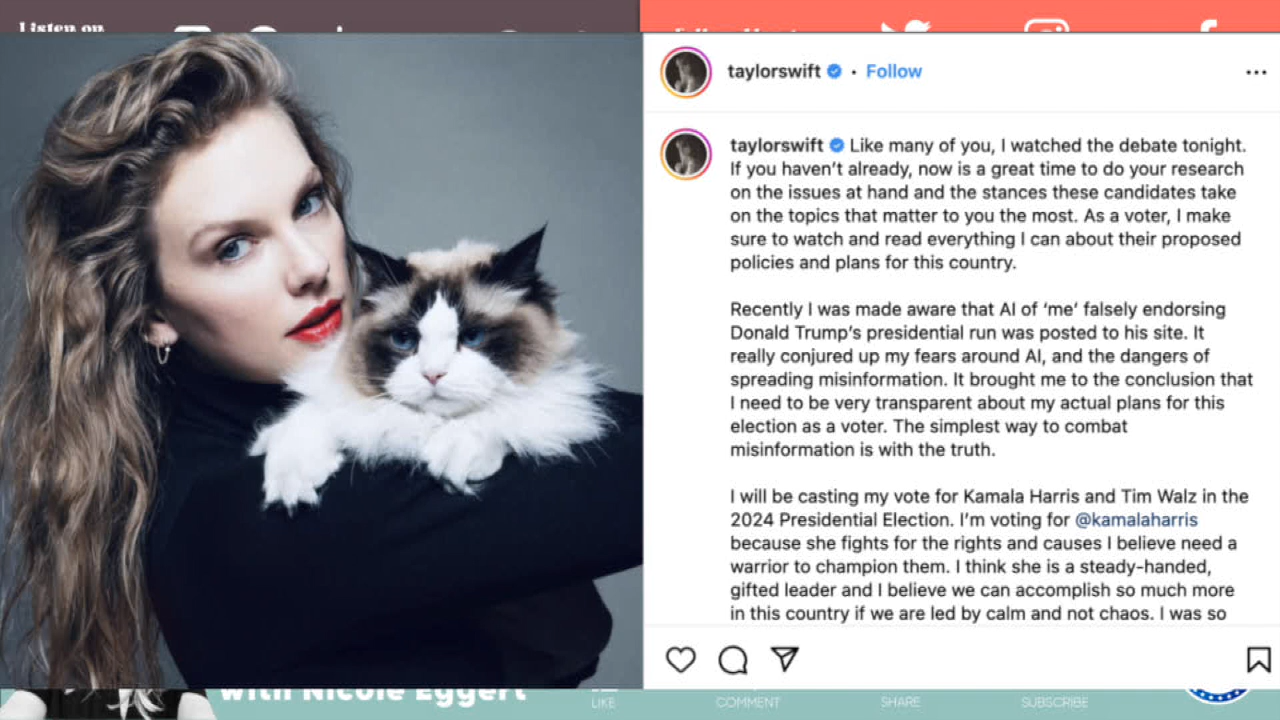 Listen on
taylorswift • Follow
taylorswift Like many of you, I watched the debate tonight.
If you haven't already, now is a great time to do your research
on the issues at hand and the stances these candidates take
on the topics that matter to you the most. As a voter, I make
sure to watch and read everything I can about their proposed
policies and plans for this country.
Recently I was made aware that AI of ‘me’ falsely endorsing
Donald Trump’s presidential run was posted to his site. It
really conjured up my fears around AI, and the dangers of
spreading misinformation. It brought me to the conclusion that
I need to be very transparent about my actual plans for this
election as a voter. The simplest way to combat
misinformation is with the truth.
I will be casting my vote for Kamala Harris and Tim Walz in the
2024 Presidential Election. I’m voting for @kamalaharris
because she fights for the rights and causes I believe need a
warrior to champion them. I think she is a steady-handed,
gifted leader and I believe we can accomplish so much more
in this country if we are led by calm and not chaos. I was so
with Nicole Eggert
LIKE
COMMENT
SHARE
SUBSCRIBE